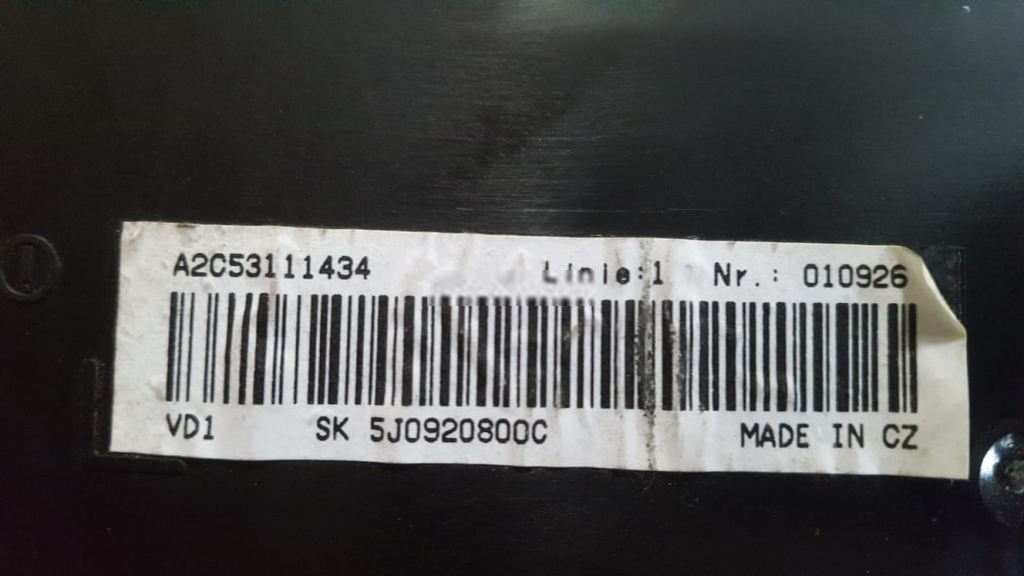 A2C53111434 Linie:1 Nr.: 010926
VD1 SK 5J0920800C MADE IN CZ